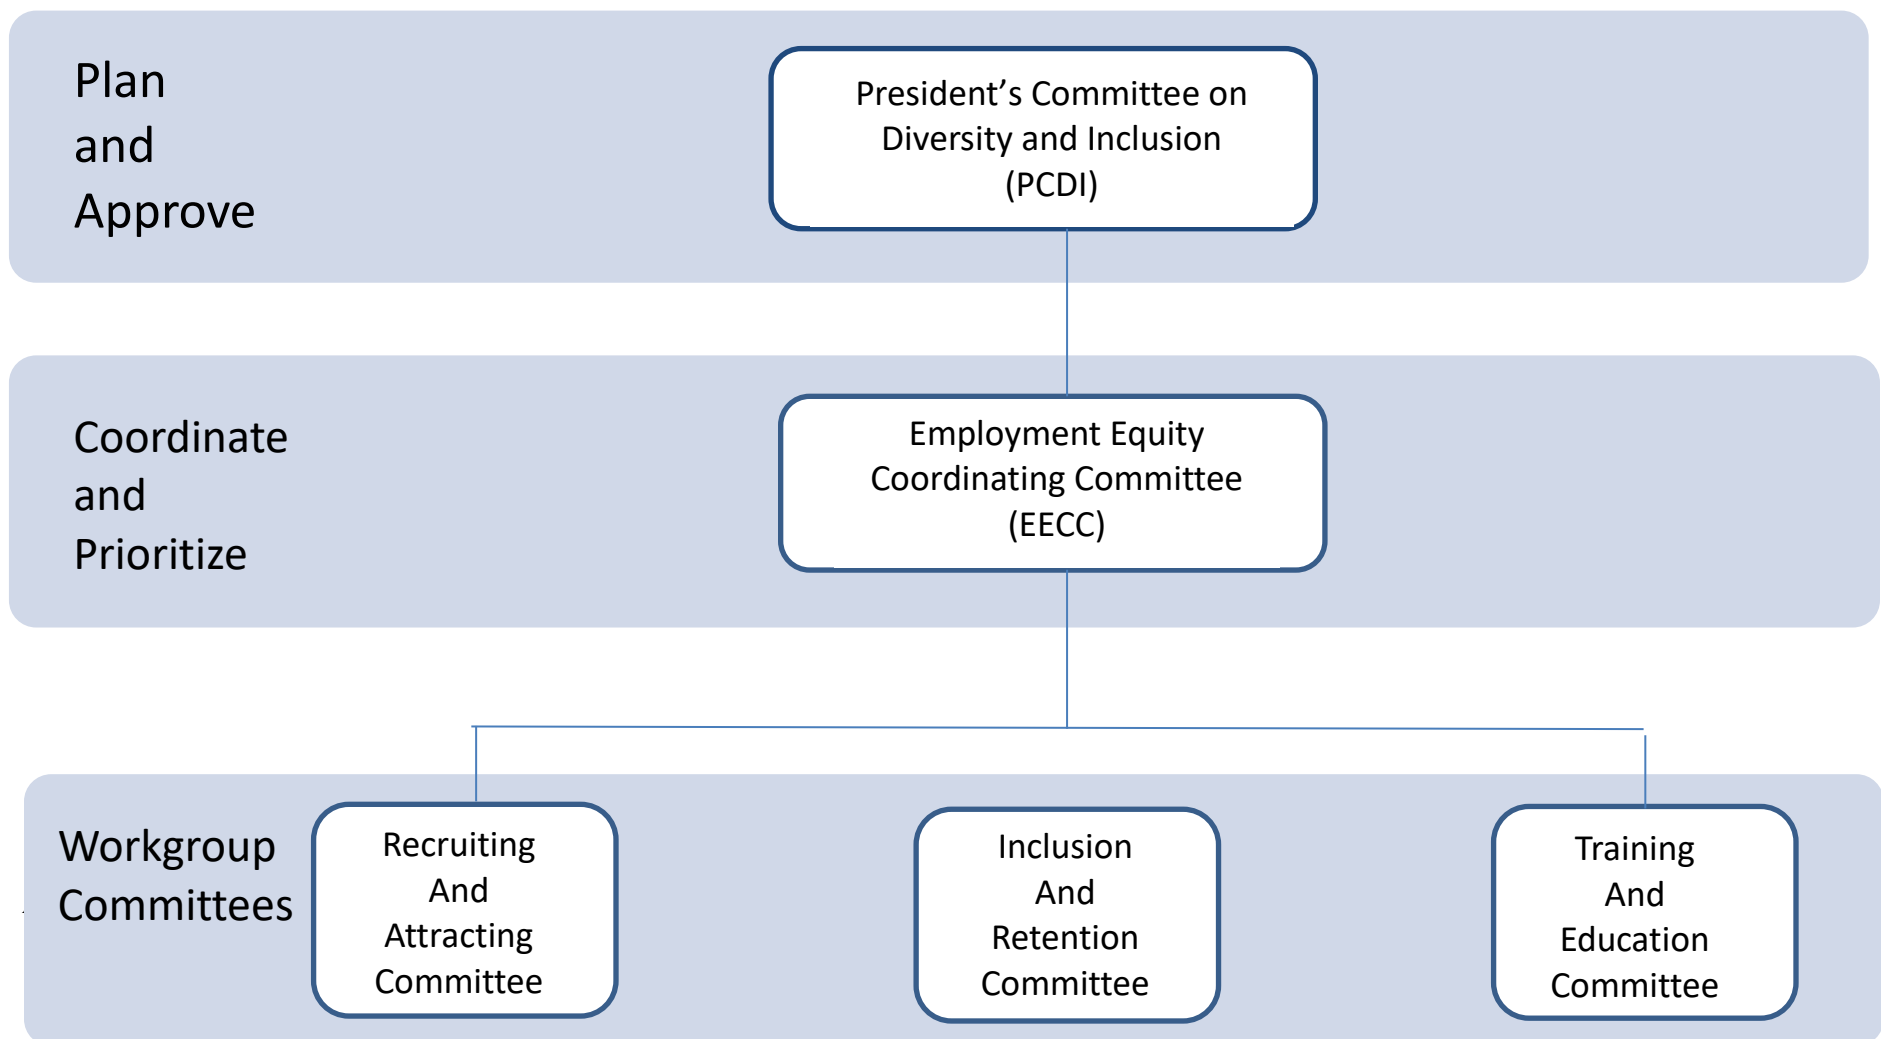 Plan
and
Approve
President’s Committee on
Diversity and Inclusion
(PCDI)
Coordinate
and
Prioritize
Employment Equity
Coordinating Committee
(EECC)
Workgroup
Committees
Recruiting
And
Attracting
Committee
Inclusion
And
Retention
Committee
Training
And
Education
Committee